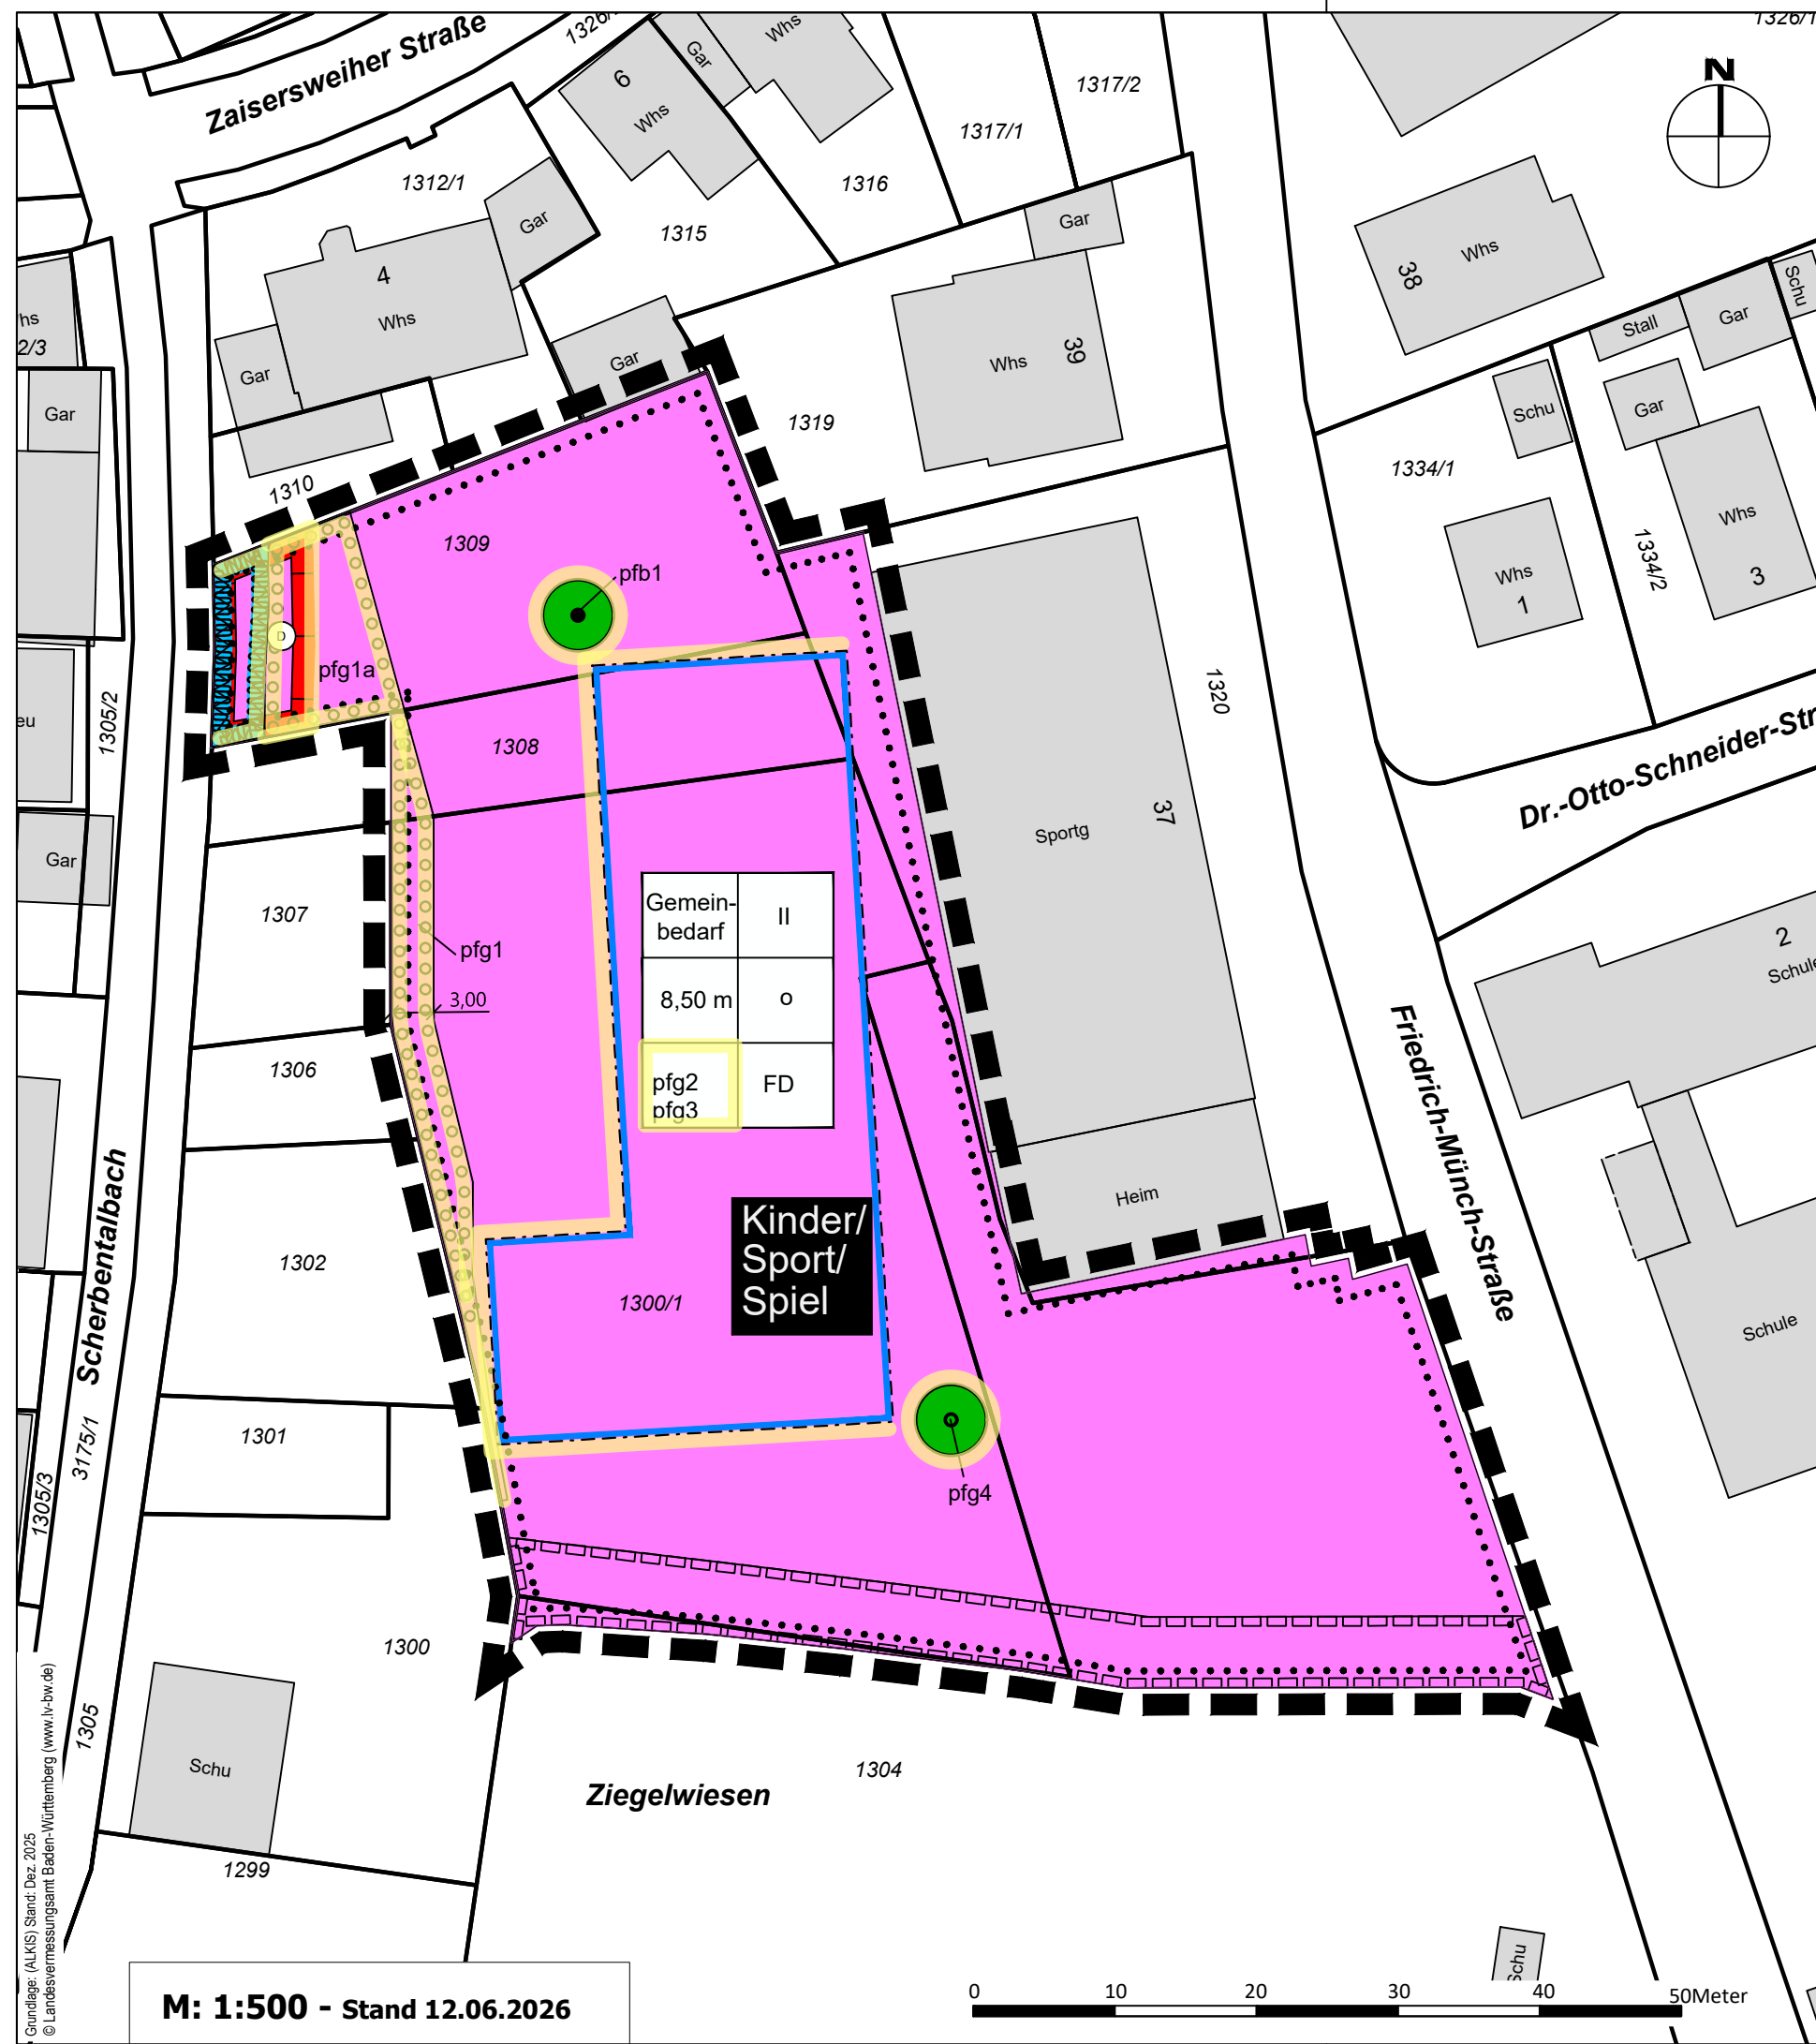 Zaisersweiher Straße
1326/1
N
1317/2
1317/1
1316
1315
1312/1
6
Whs
Gar
Whs
Gar
Gar
4
Whs
Gar
Gar
38
Whs
Stall
Gar
Schu
Gar
Schu
Whs
39
1319
1334/1
1334/2
Whs
1
Whs
3
Gar
1310
1309
pfb1
D
pfg1a
1320
1305/2
1308
37
Sportg
Dr.-Otto-Schneider-Str
Gar
1307
pfg1
3,00
Gemein-
bedarf
II
8,50 m
o
pfg2
pfg3
FD
2
Schule
1306
Heim
Friedrich-Münch-Straße
Scherbentalbach
1302
1300/1
Kinder/
Sport/
Spiel
Schule
1301
3175/1
1305/3
pfg4
1300
1305
Schu
1304
Ziegelwiesen
1299
Schu
Grundlage: (ALKIS) Stand: Dez. 2025
© Landesvermessungsamt Baden-Württemberg (www.lv-bw.de)
M: 1:500 - Stand 12.06.2026
0 10 20 30 40 50Meter